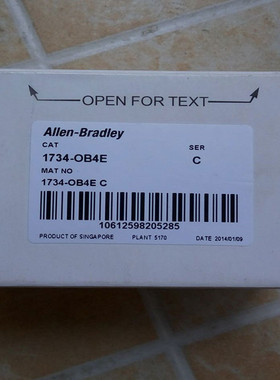 OPEN FOR TEXT
Allen-Bradley
CAT SER
1734-OB4E C
MAT NO
1734-OB4E C
10612598205285
PRODUCT OF SINGAPORE PLANT 5170 DATE 2014/01/09